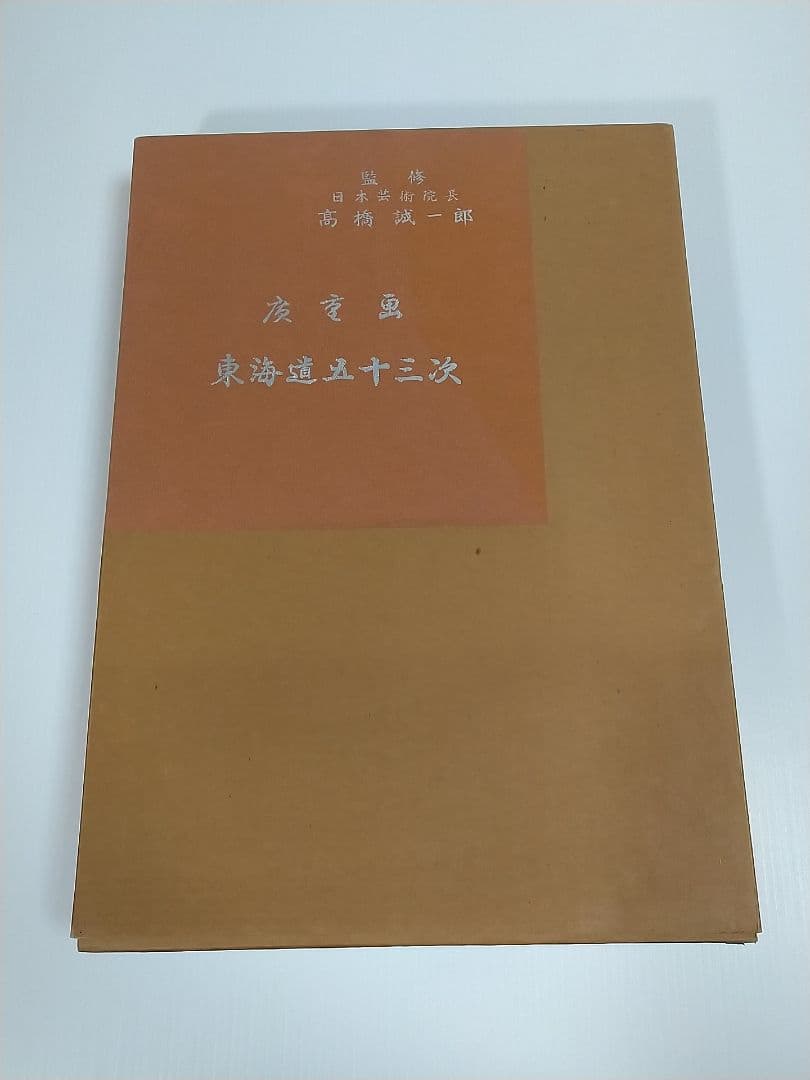 監修
日本芸術院長
高橋誠一郎
廣重画
東海道五十三次